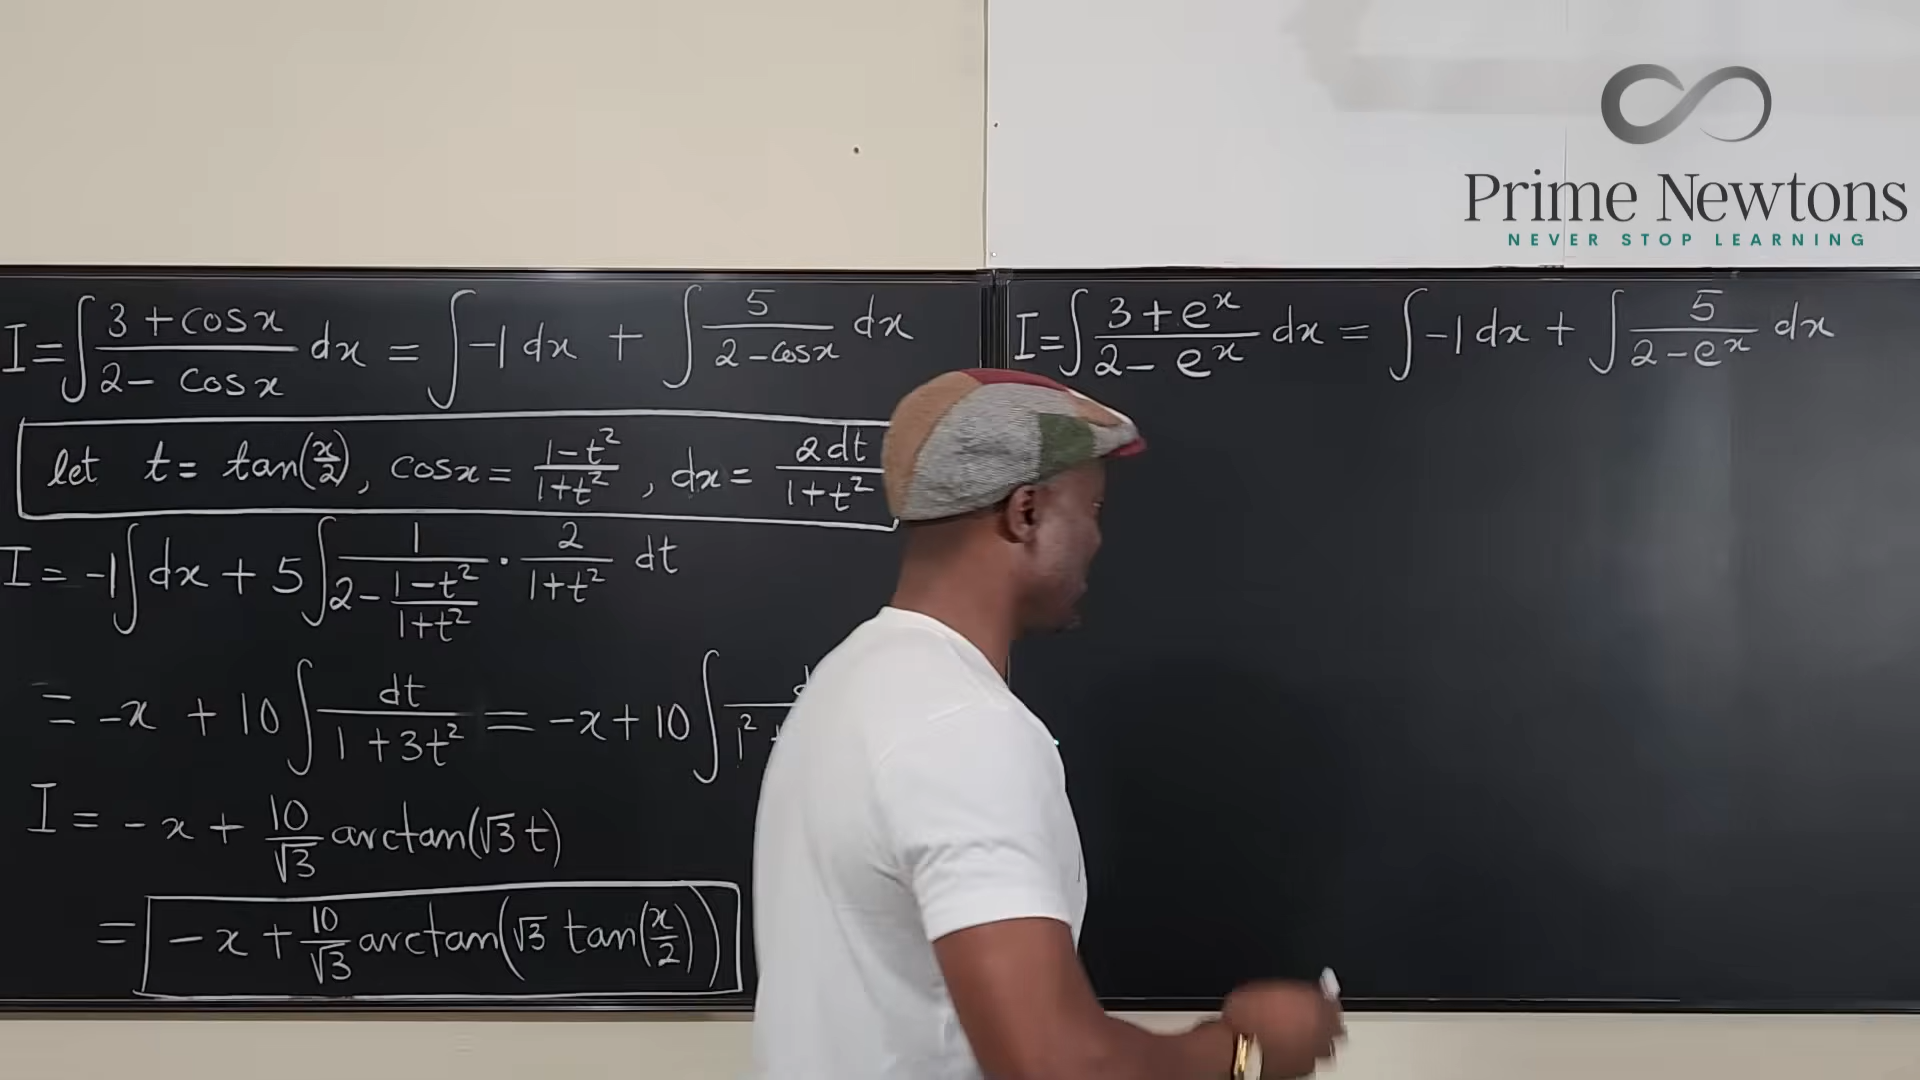 Prime Newtons
NEVER STOP LEARNING
I = ∫ (3 + cos x)/(2 - cos x) dx = ∫ -1 dx + ∫ 5/(2 - cos x) dx
let t = tan(x/2), cos x = (1-t²)/(1+t²), dx = 2dt/(1+t²)
I = -1∫dx + 5∫ 1/(2 - (1-t²)/(1+t²)) · 2/(1+t²) dt
= -x + 10∫ dt/(1 + 3t²) = -x + 10∫ 1²
I = -x + 10/√3 arctan(√3 t)
= -x + 10/√3 arctan(√3 tan(x/2))
I = ∫ (3 + eˣ)/(2 - eˣ) dx = ∫ -1 dx + ∫ 5/(2 - eˣ) dx